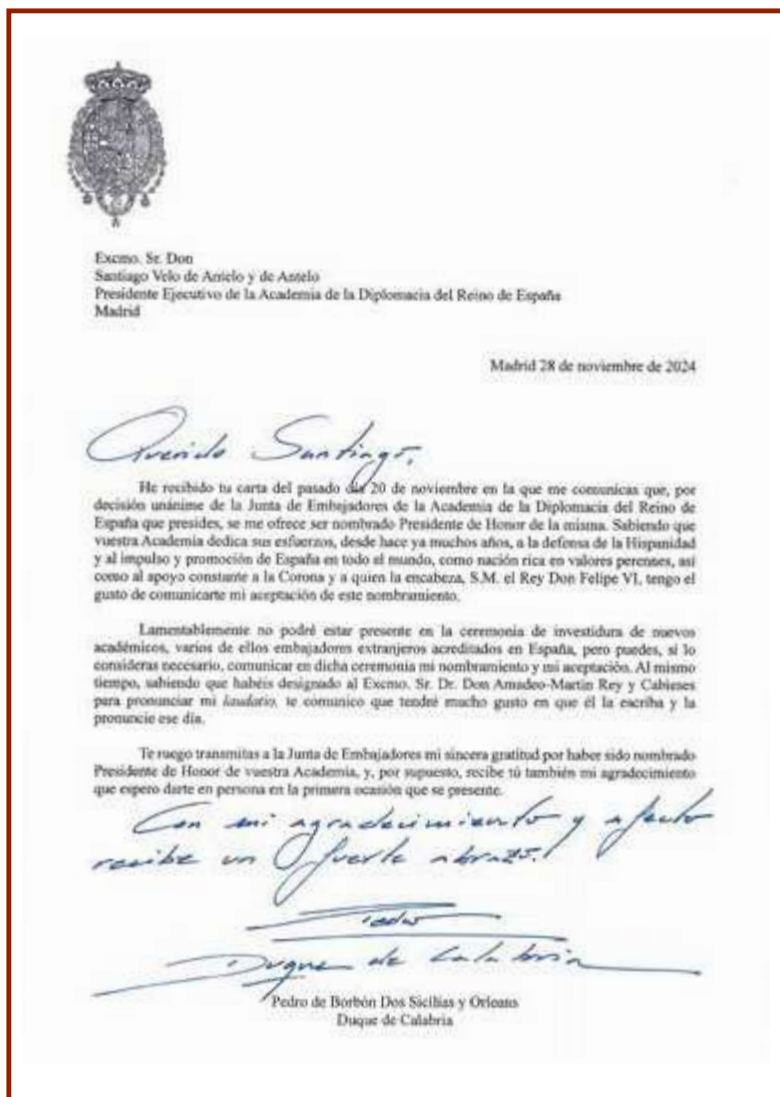 Excmo. Sr. Don
Santiago Velo de Antelo y de Antelo
Presidente Ejecutivo de la Academia de la Diplomacia del Reino de España
Madrid
Madrid 28 de noviembre de 2024
Querido Santiago,
He recibido tu carta del pasado día 20 de noviembre en la que me comunicas que, por
decisión unánime de la Junta de Embajadores de la Academia de la Diplomacia del Reino de
España que presides, se me ofrece ser nombrado Presidente de Honor de la misma. Sabiendo que
vuestra Academia dedica sus esfuerzos, desde hace ya muchos años, a la defensa de la Hispanidad
y al impulso y promoción de España en todo el mundo, como nación rica en valores perennes, así
como al apoyo constante a la Corona y a quien la encabeza, S.M. el Rey Don Felipe VI, tengo el
gusto de comunicarte mi aceptación de este nombramiento.
Lamentablemente no podré estar presente en la ceremonia de investidura de nuevos
académicos, varios de ellos embajadores extranjeros acreditados en España, pero puedes, si lo
consideras necesario, comunicar en dicha ceremonia mi nombramiento y mi aceptación. Al mismo
tiempo, sabiendo que habéis designado al Excmo. Sr. Dr. Don Amadeo-Martín Rey y Cabieses
para pronunciar mi laudatio, te comunico que tendré mucho gusto en que él la escriba y la
pronuncie ese día.
Te ruego transmitas a la Junta de Embajadores mi sincera gratitud por haber sido nombrado
Presidente de Honor de vuestra Academia, y, por supuesto, recibe tú también mi agradecimiento
que espero darte en persona en la primera ocasión que se presente.
Con mi agradecimiento y afecto
recibe un fuerte abrazo.
Pedro
Duque de Calabria
Pedro de Borbón Dos Sicilias y Orleans
Duque de Calabria